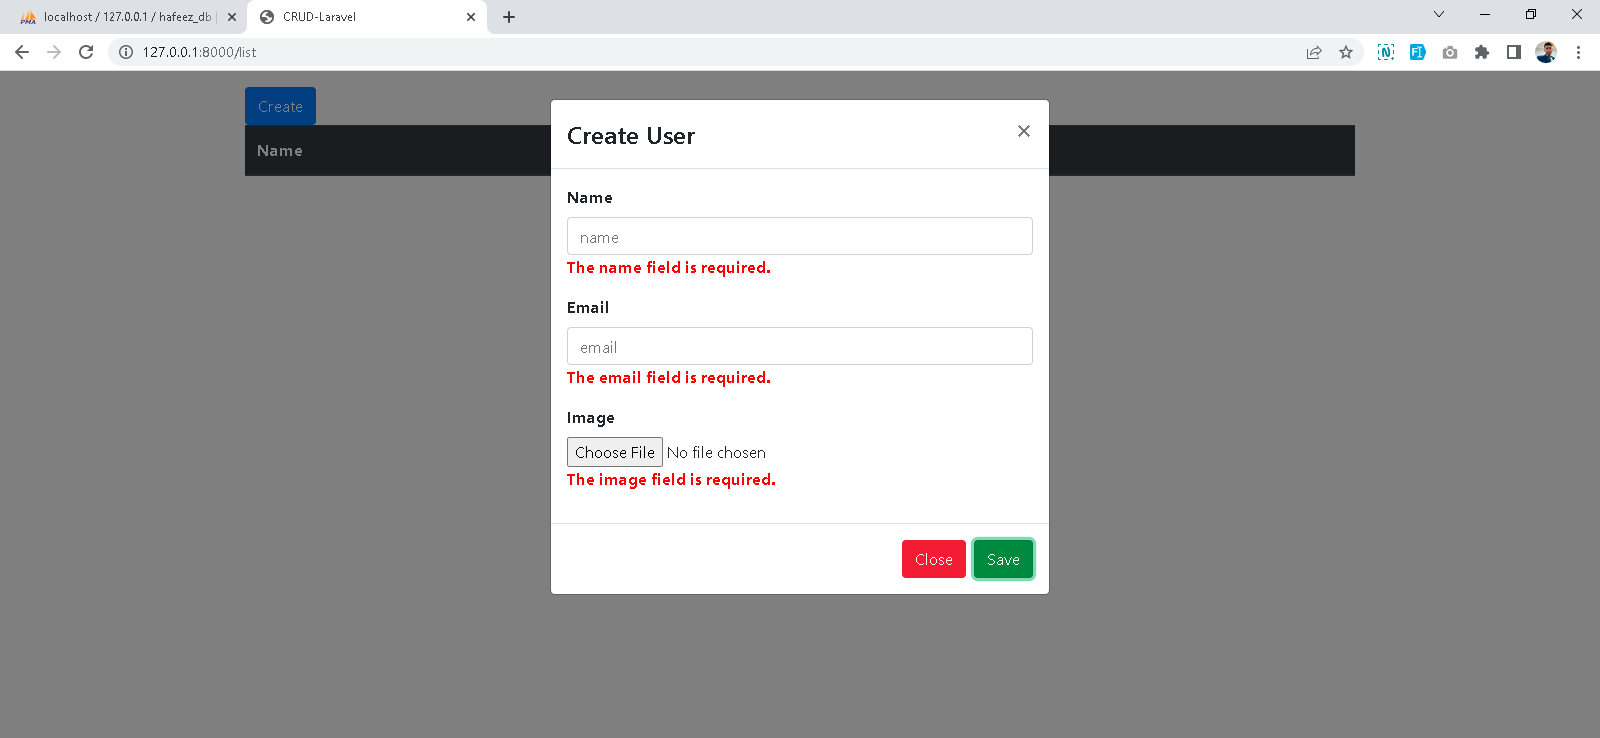 PMA
localhost / 127.0.0.1 / hafeez_db |
CRUD-Laravel
127.0.0.1:8000/list
Create
Name
Create User
Name
name
The name field is required.
Email
email
The email field is required.
Image
Choose File No file chosen
The image field is required.
Close Save